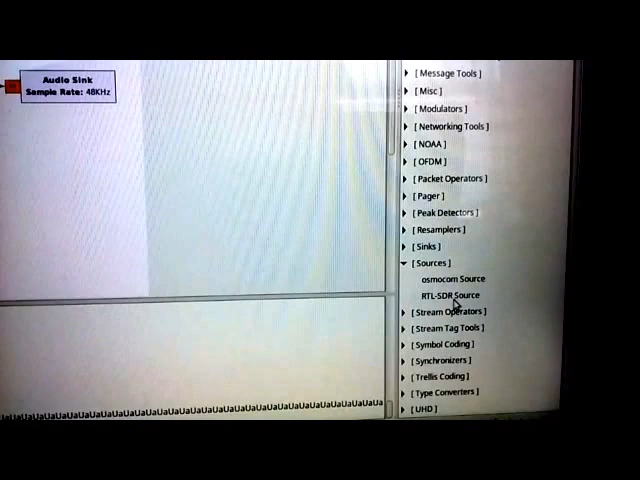 Audio Sink
Sample Rate: 48KHz
[ Message Tools ]
[ Misc ]
[ Modulators ]
[ Networking Tools ]
[ NOAA ]
[ OFDM ]
[ Packet Operators ]
[ Pager ]
[ Peak Detectors ]
[ Resamplers ]
[ Sinks ]
[ Sources ]
osmocom Source
RTL-SDR Source
[ Stream Operators ]
[ Stream Tag Tools ]
[ Symbol Coding ]
[ Synchronizers ]
[ Trellis Coding ]
[ Type Converters ]
[ UHD ]
UaUaUaUaUaUaUaUaUaUaUaUaUaUaUaUaUaUaUaUaUaUaUaUaUaUaUaUaUaUaUaUaUaUa